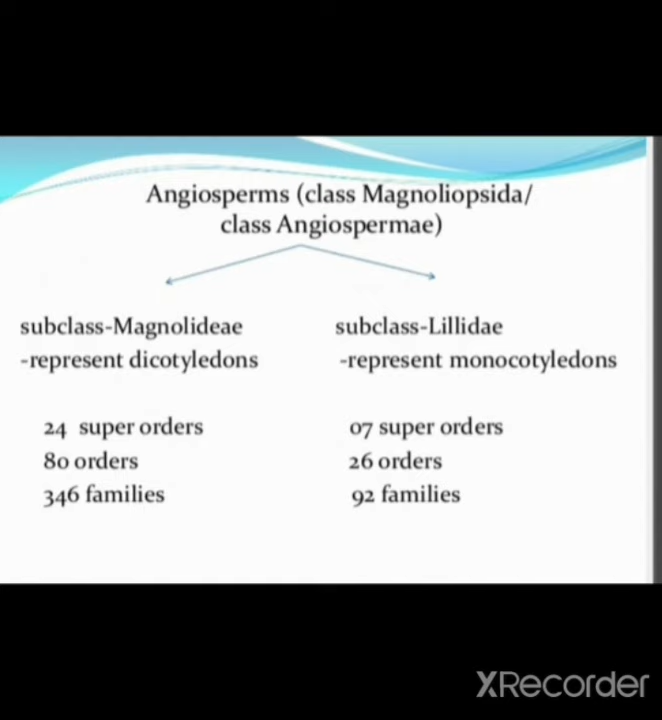 Angiosperms (class Magnoliopsida/
class Angiospermae)
subclass-Magnolideae
-represent dicotyledons
24 super orders
80 orders
346 families
subclass-Lillidae
-represent monocotyledons
07 super orders
26 orders
92 families
XRecorder